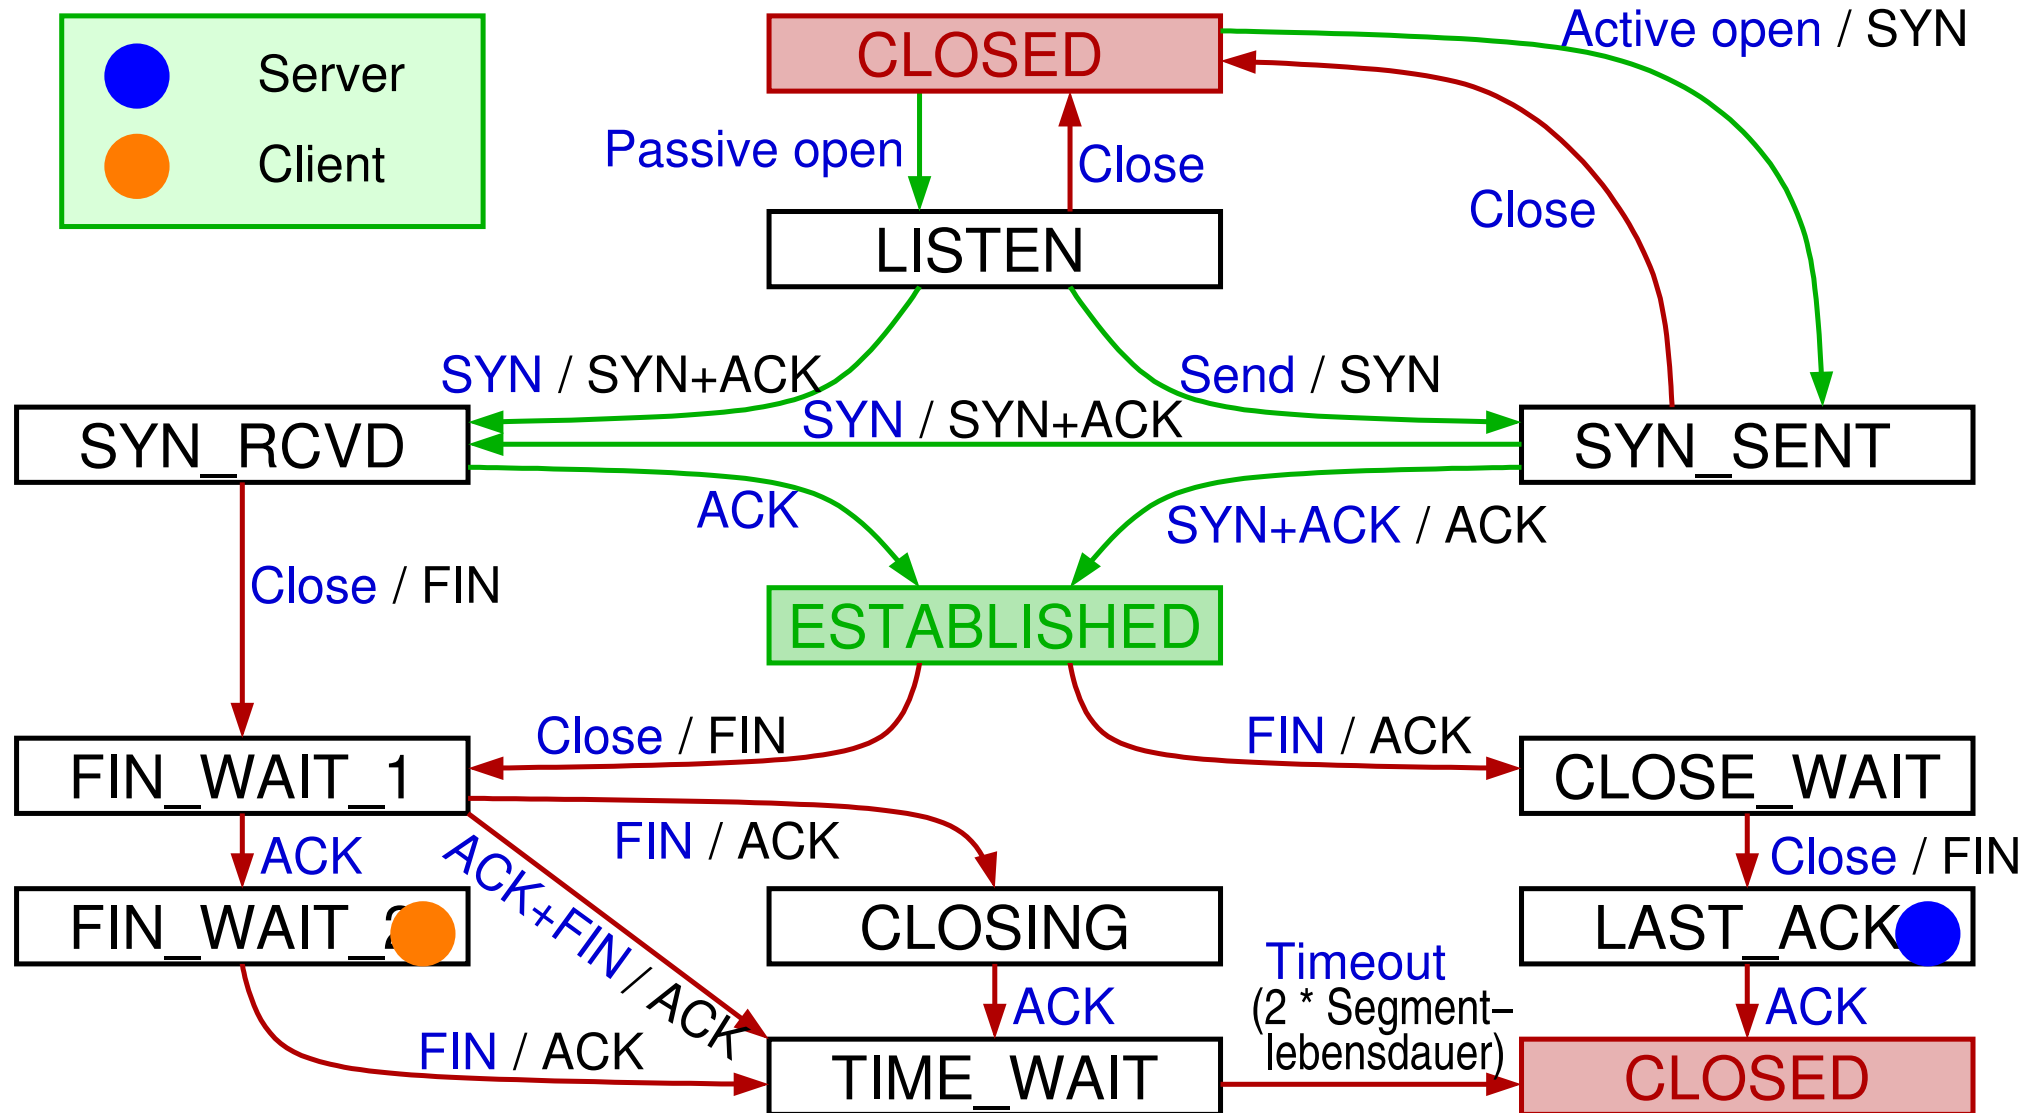 Server
Client
CLOSED
Active open / SYN
Passive open
Close
Close
LISTEN
SYN / SYN+ACK
Send / SYN
SYN / SYN+ACK
SYN_RCVD
SYN_SENT
ACK
SYN+ACK / ACK
Close / FIN
ESTABLISHED
Close / FIN
FIN / ACK
FIN_WAIT_1
CLOSE_WAIT
ACK
ACK+FIN / ACK
FIN / ACK
Close / FIN
FIN_WAIT_2
CLOSING
LAST_ACK
Timeout
(2 * Segment–
lebensdauer)
ACK
ACK
FIN / ACK
TIME_WAIT
CLOSED